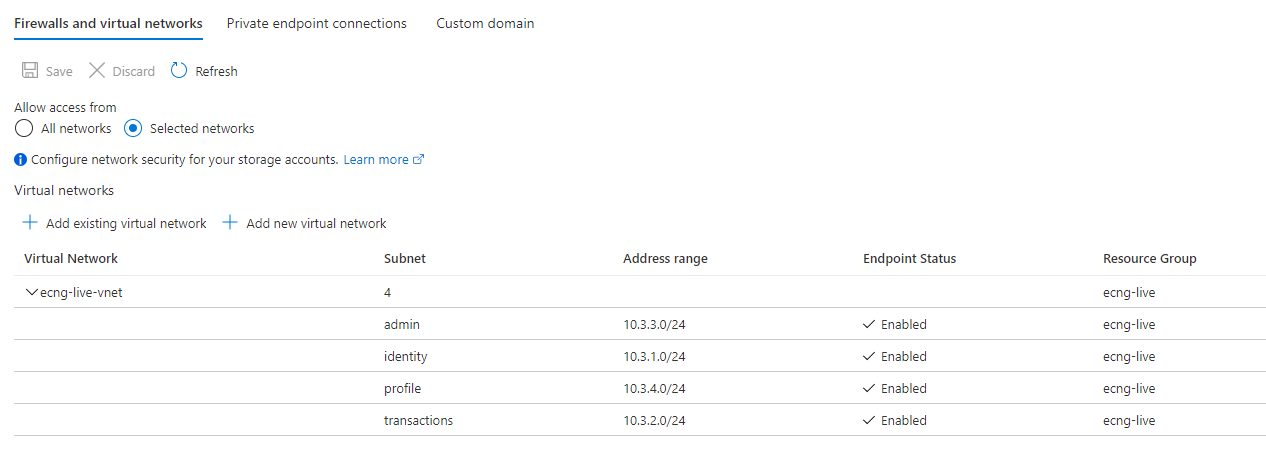 Firewalls and virtual networks Private endpoint connections Custom domain
Save Discard Refresh
Allow access from
All networks Selected networks
Configure network security for your storage accounts. Learn more
Virtual networks
Add existing virtual network Add new virtual network
Virtual Network Subnet Address range Endpoint Status Resource Group
ecng-live-vnet 4 ecng-live
admin 10.3.3.0/24 Enabled ecng-live
identity 10.3.1.0/24 Enabled ecng-live
profile 10.3.4.0/24 Enabled ecng-live
transactions 10.3.2.0/24 Enabled ecng-live